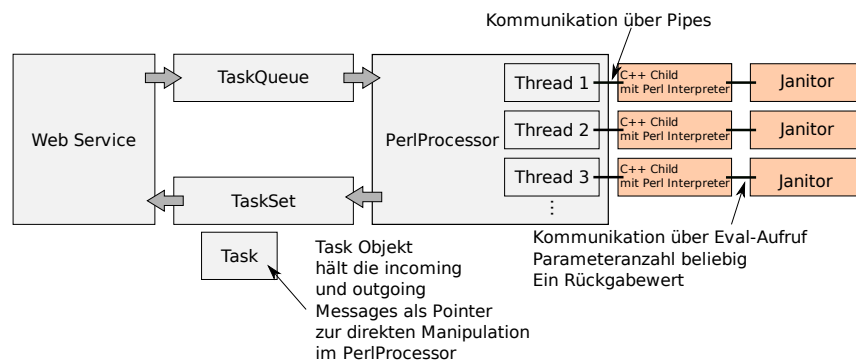 Kommunikation über Pipes
TaskQueue
Web Service
PerlProcessor
Thread 1
C++ Child
mit Perl Interpreter
Janitor
Thread 2
C++ Child
mit Perl Interpreter
Janitor
Thread 3
C++ Child
mit Perl Interpreter
Janitor
⋮
TaskSet
Task
Task Objekt
hält die incoming
und outgoing
Messages als Pointer
zur direkten Manipulation
im PerlProcessor
Kommunikation über Eval-Aufruf
Parameteranzahl beliebig
Ein Rückgabewert